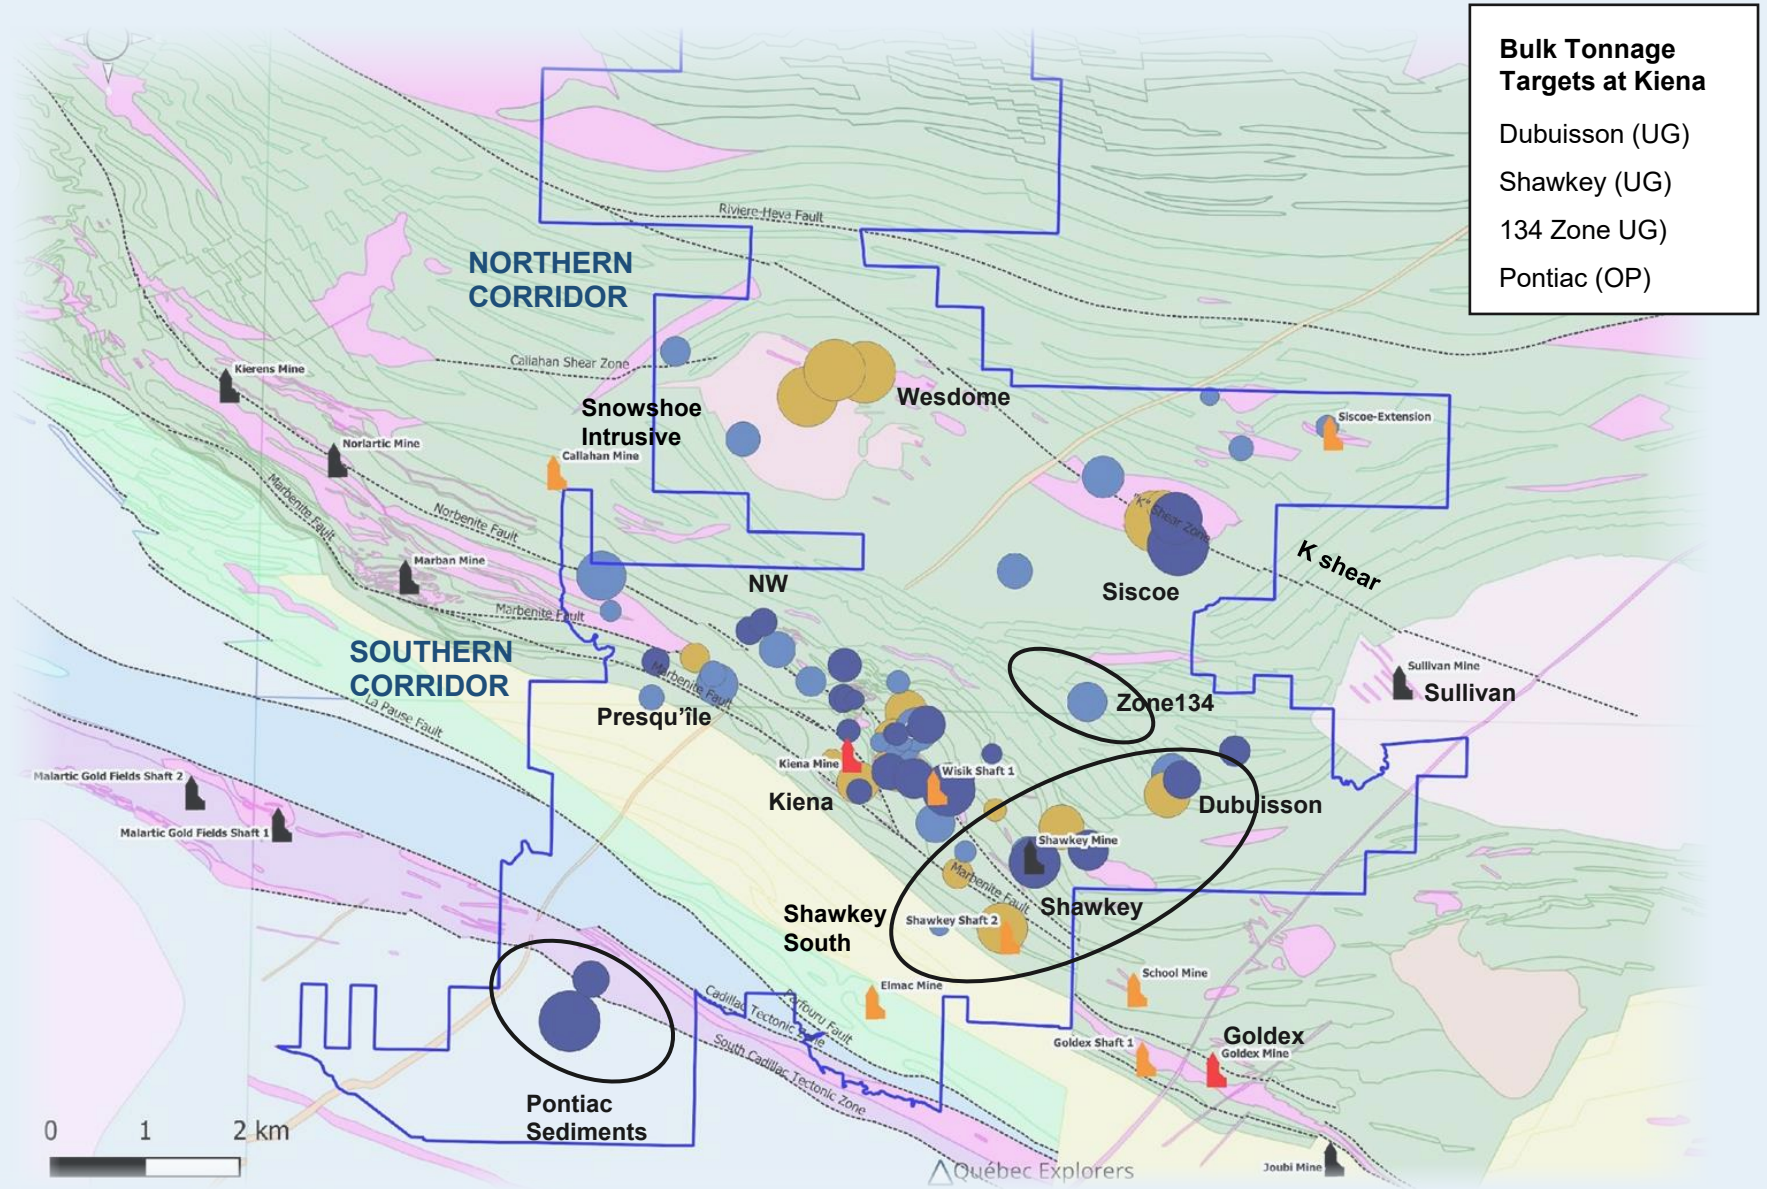 Bulk Tonnage
Targets at Kiena
Dubuisson (UG)
Shawkey (UG)
134 Zone UG)
Pontiac (OP)
Riviere-Heva Fault
NORTHERN
CORRIDOR
Callahan Shear Zone
Kierens Mine
Wesdome
Snowshoe
Intrusive
Siscoe-Extension
Norlartic Mine
Callahan Mine
Marbenite Fault
Norbenite Fault
"K" Shear Zone
K shear
Marban Mine
NW
Siscoe
Marbenite Fault
SOUTHERN
CORRIDOR
Marbenite Fault
Sullivan Mine
Sullivan
La Pause Fault
Presqu'île
Zone134
Kiena Mine
Wisik Shaft 1
Malartic Gold Fields Shaft 2
Kiena
Dubuisson
Malartic Gold Fields Shaft 1
Shawkey Mine
Marbenite Fault
Shawkey
Shawkey
South
Shawkey Shaft 2
School Mine
Elmac Mine
Parfouru Fault
Cadillac Tectonic Zone
South Cadillac Tectonic Zone
Goldex
Goldex Shaft 1
Goldex Mine
Pontiac
Sediments
0 1 2 km
Joubi Mine
Québec Explorers